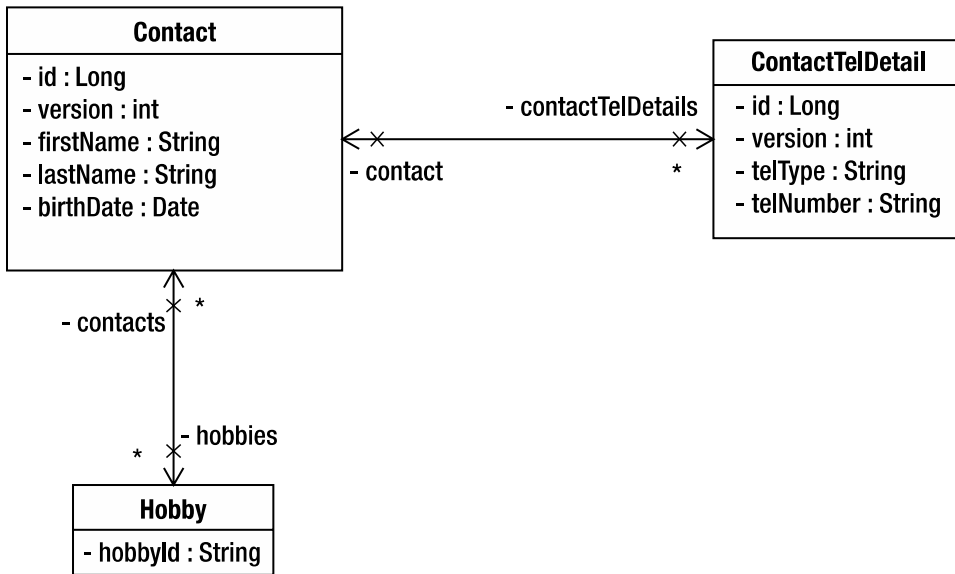 Contact
- id : Long
- version : int
- firstName : String
- lastName : String
- birthDate : Date
ContactTelDetail
- id : Long
- version : int
- telType : String
- telNumber : String
- contactTelDetails
- contact
*
*
- contacts
- hobbies
*
Hobby
- hobbyId : String